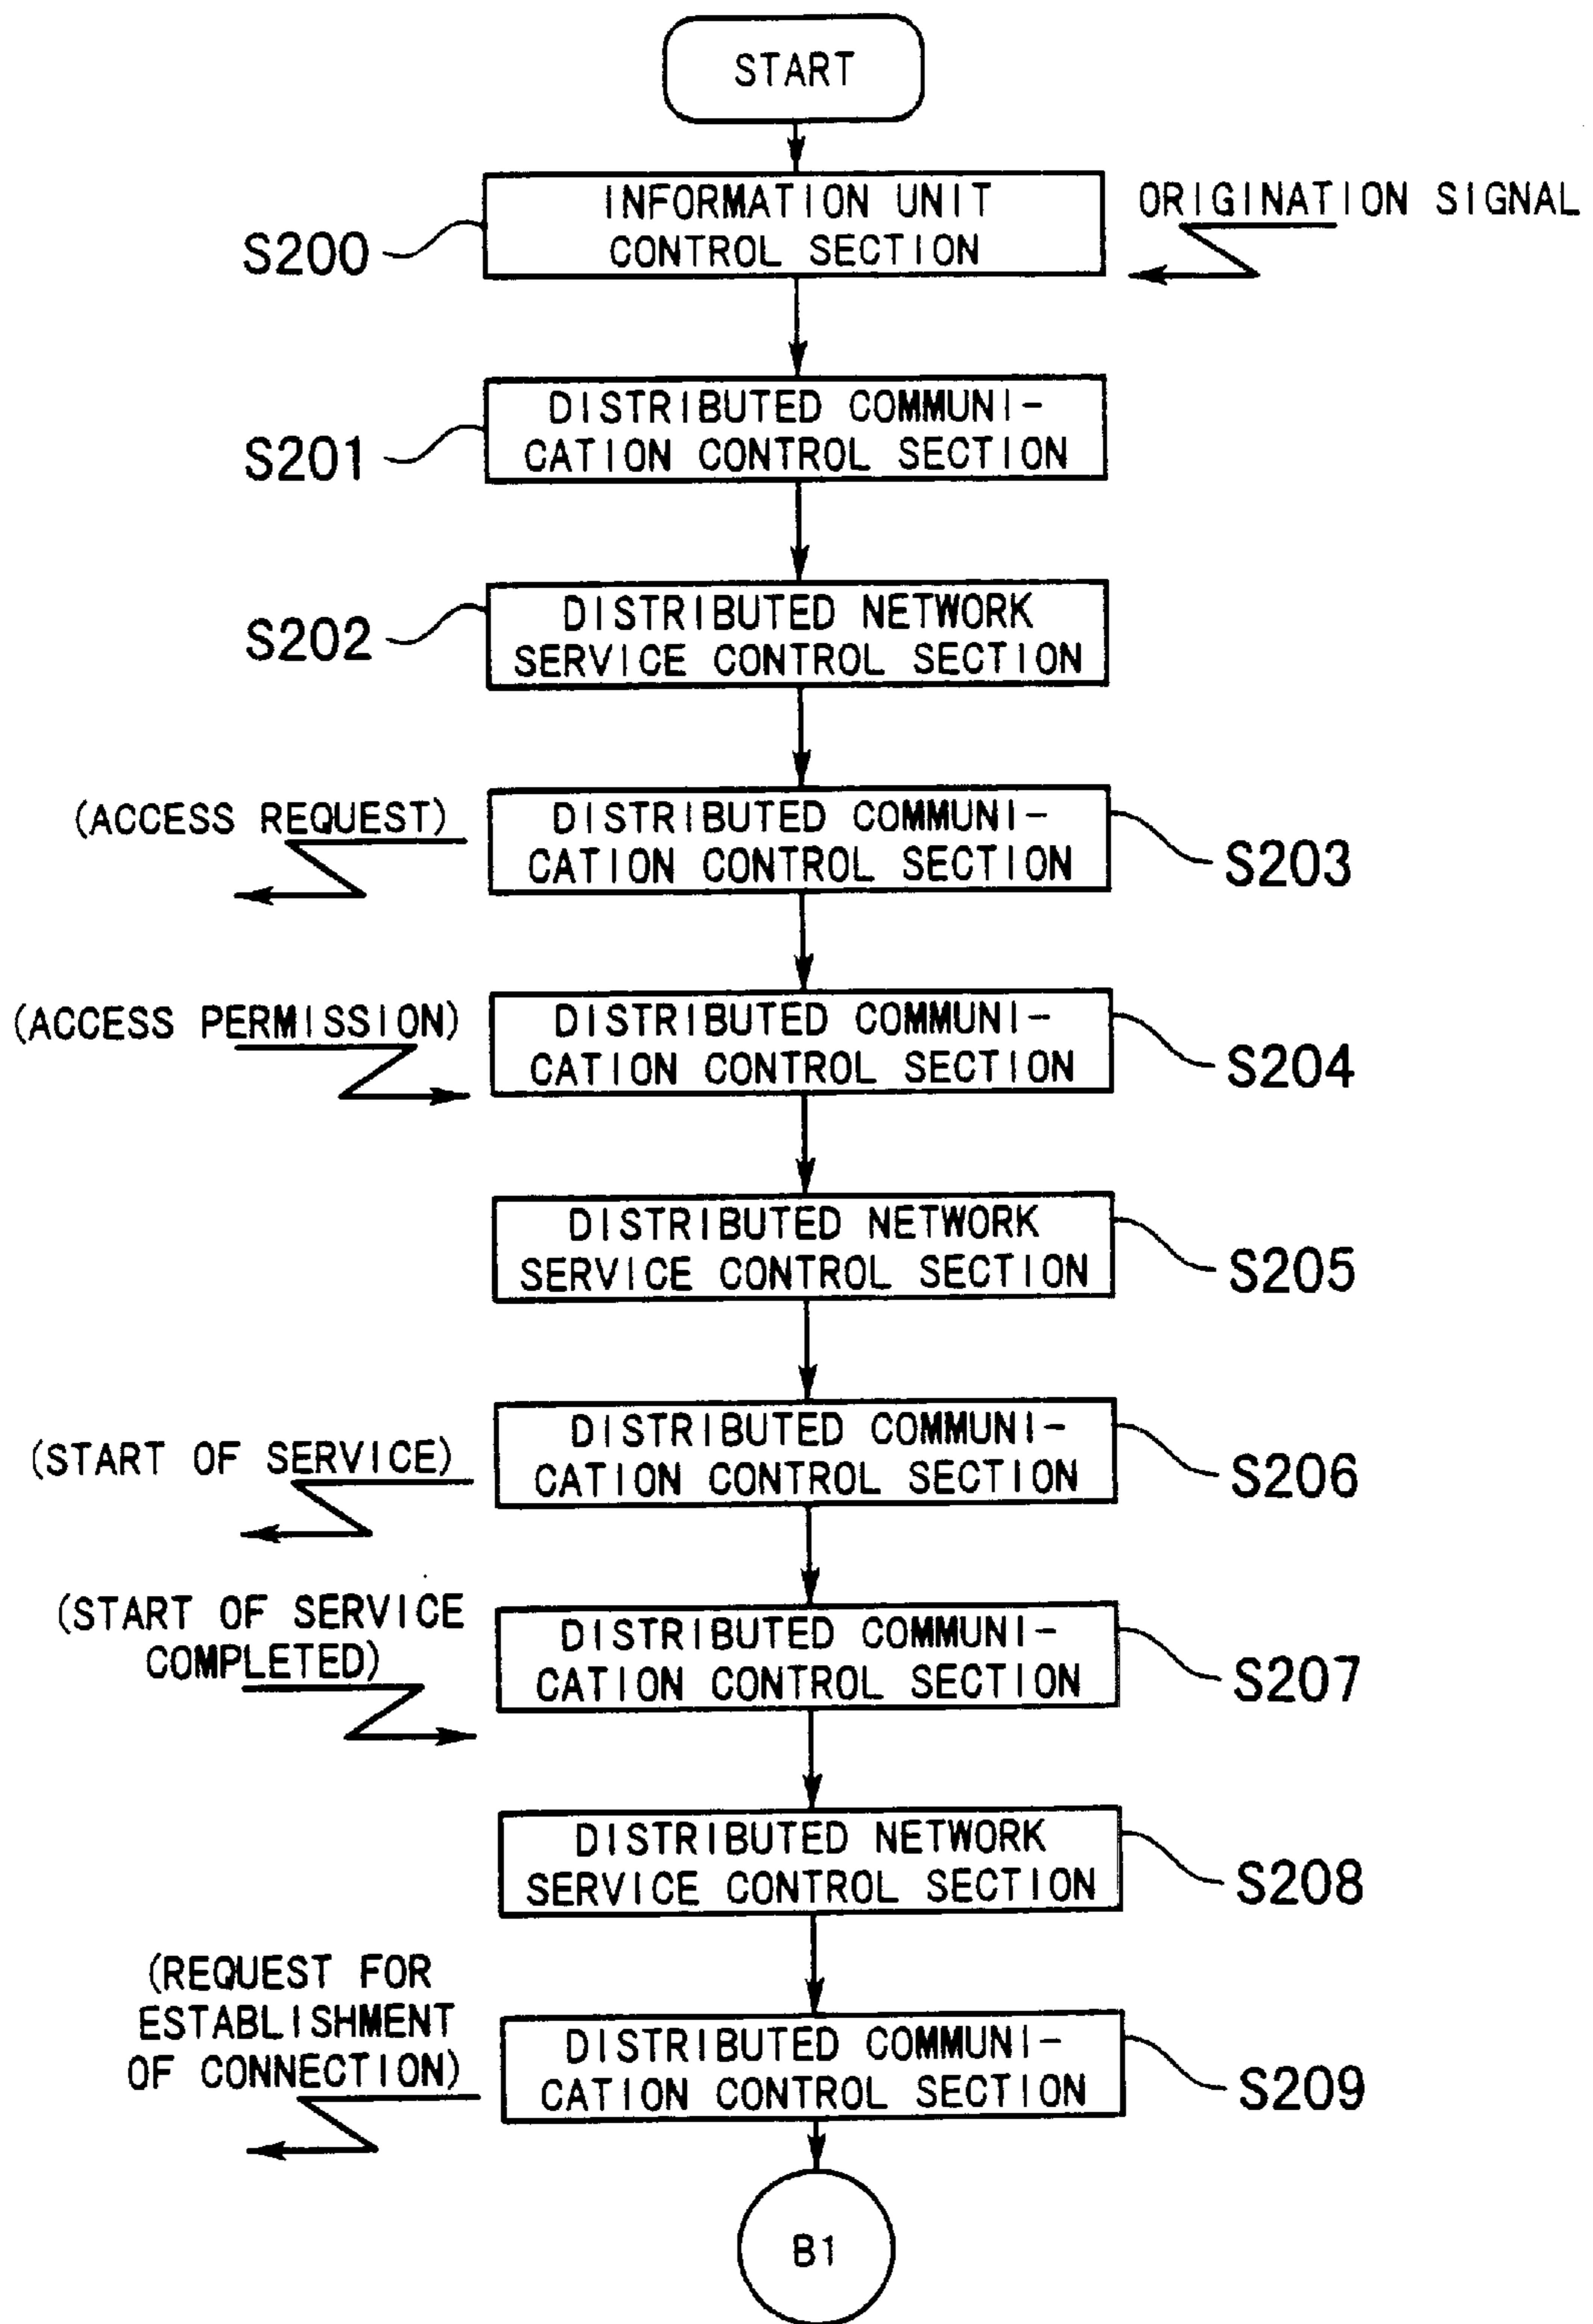 START
INFORMATION UNIT
CONTROL SECTION
ORIGINATION SIGNAL
S200
DISTRIBUTED COMMUNI-
CATION CONTROL SECTION
S201
DISTRIBUTED NETWORK
SERVICE CONTROL SECTION
S202
(ACCESS REQUEST)
DISTRIBUTED COMMUNI-
CATION CONTROL SECTION
S203
(ACCESS PERMISSION)
DISTRIBUTED COMMUNI-
CATION CONTROL SECTION
S204
DISTRIBUTED NETWORK
SERVICE CONTROL SECTION
S205
(START OF SERVICE)
DISTRIBUTED COMMUNI-
CATION CONTROL SECTION
S206
(START OF SERVICE
COMPLETED)
DISTRIBUTED COMMUNI-
CATION CONTROL SECTION
S207
DISTRIBUTED NETWORK
SERVICE CONTROL SECTION
S208
(REQUEST FOR
ESTABLISHMENT
OF CONNECTION)
DISTRIBUTED COMMUNI-
CATION CONTROL SECTION
S209
B1